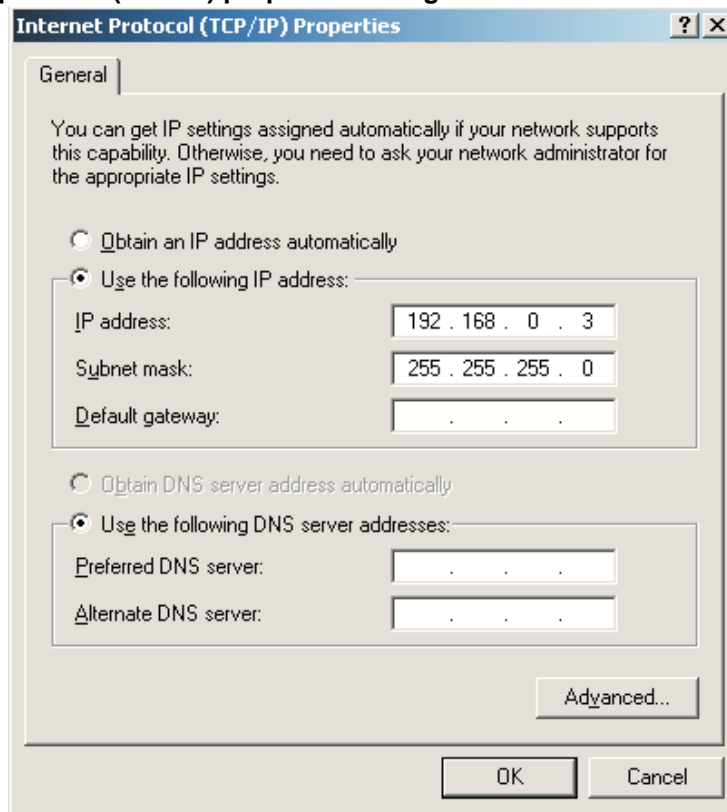 Internet Protocol (TCP/IP) Properties
General
You can get IP settings assigned automatically if your network supports
this capability. Otherwise, you need to ask your network administrator for
the appropriate IP settings.
Obtain an IP address automatically
Use the following IP address:
IP address: 192 . 168 . 0 . 3
Subnet mask: 255 . 255 . 255 . 0
Default gateway: . . .
Obtain DNS server address automatically
Use the following DNS server addresses:
Preferred DNS server: . . .
Alternate DNS server: . . .
Advanced...
OK Cancel